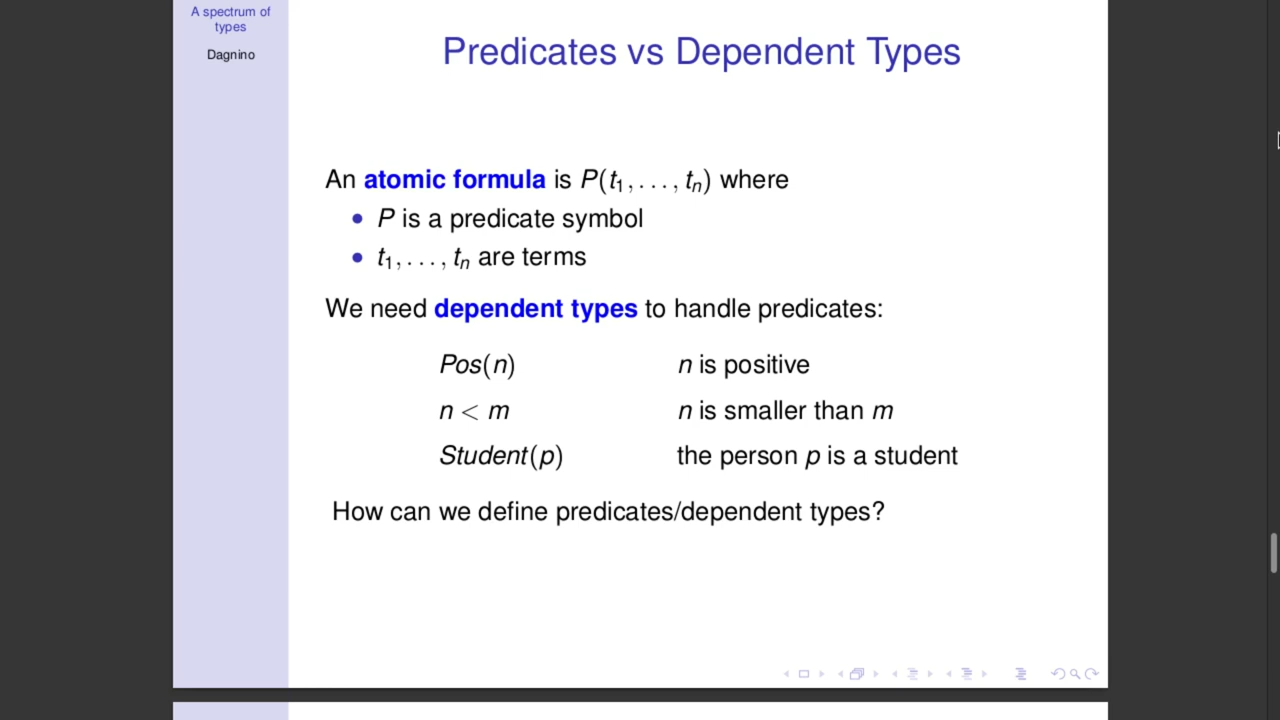 A spectrum of
types
Dagnino
Predicates vs Dependent Types
An atomic formula is P(t₁, . . . , tₙ) where
• P is a predicate symbol
• t₁, . . . , tₙ are terms
We need dependent types to handle predicates:
Pos(n) n is positive
n < m n is smaller than m
Student(p) the person p is a student
How can we define predicates/dependent types?